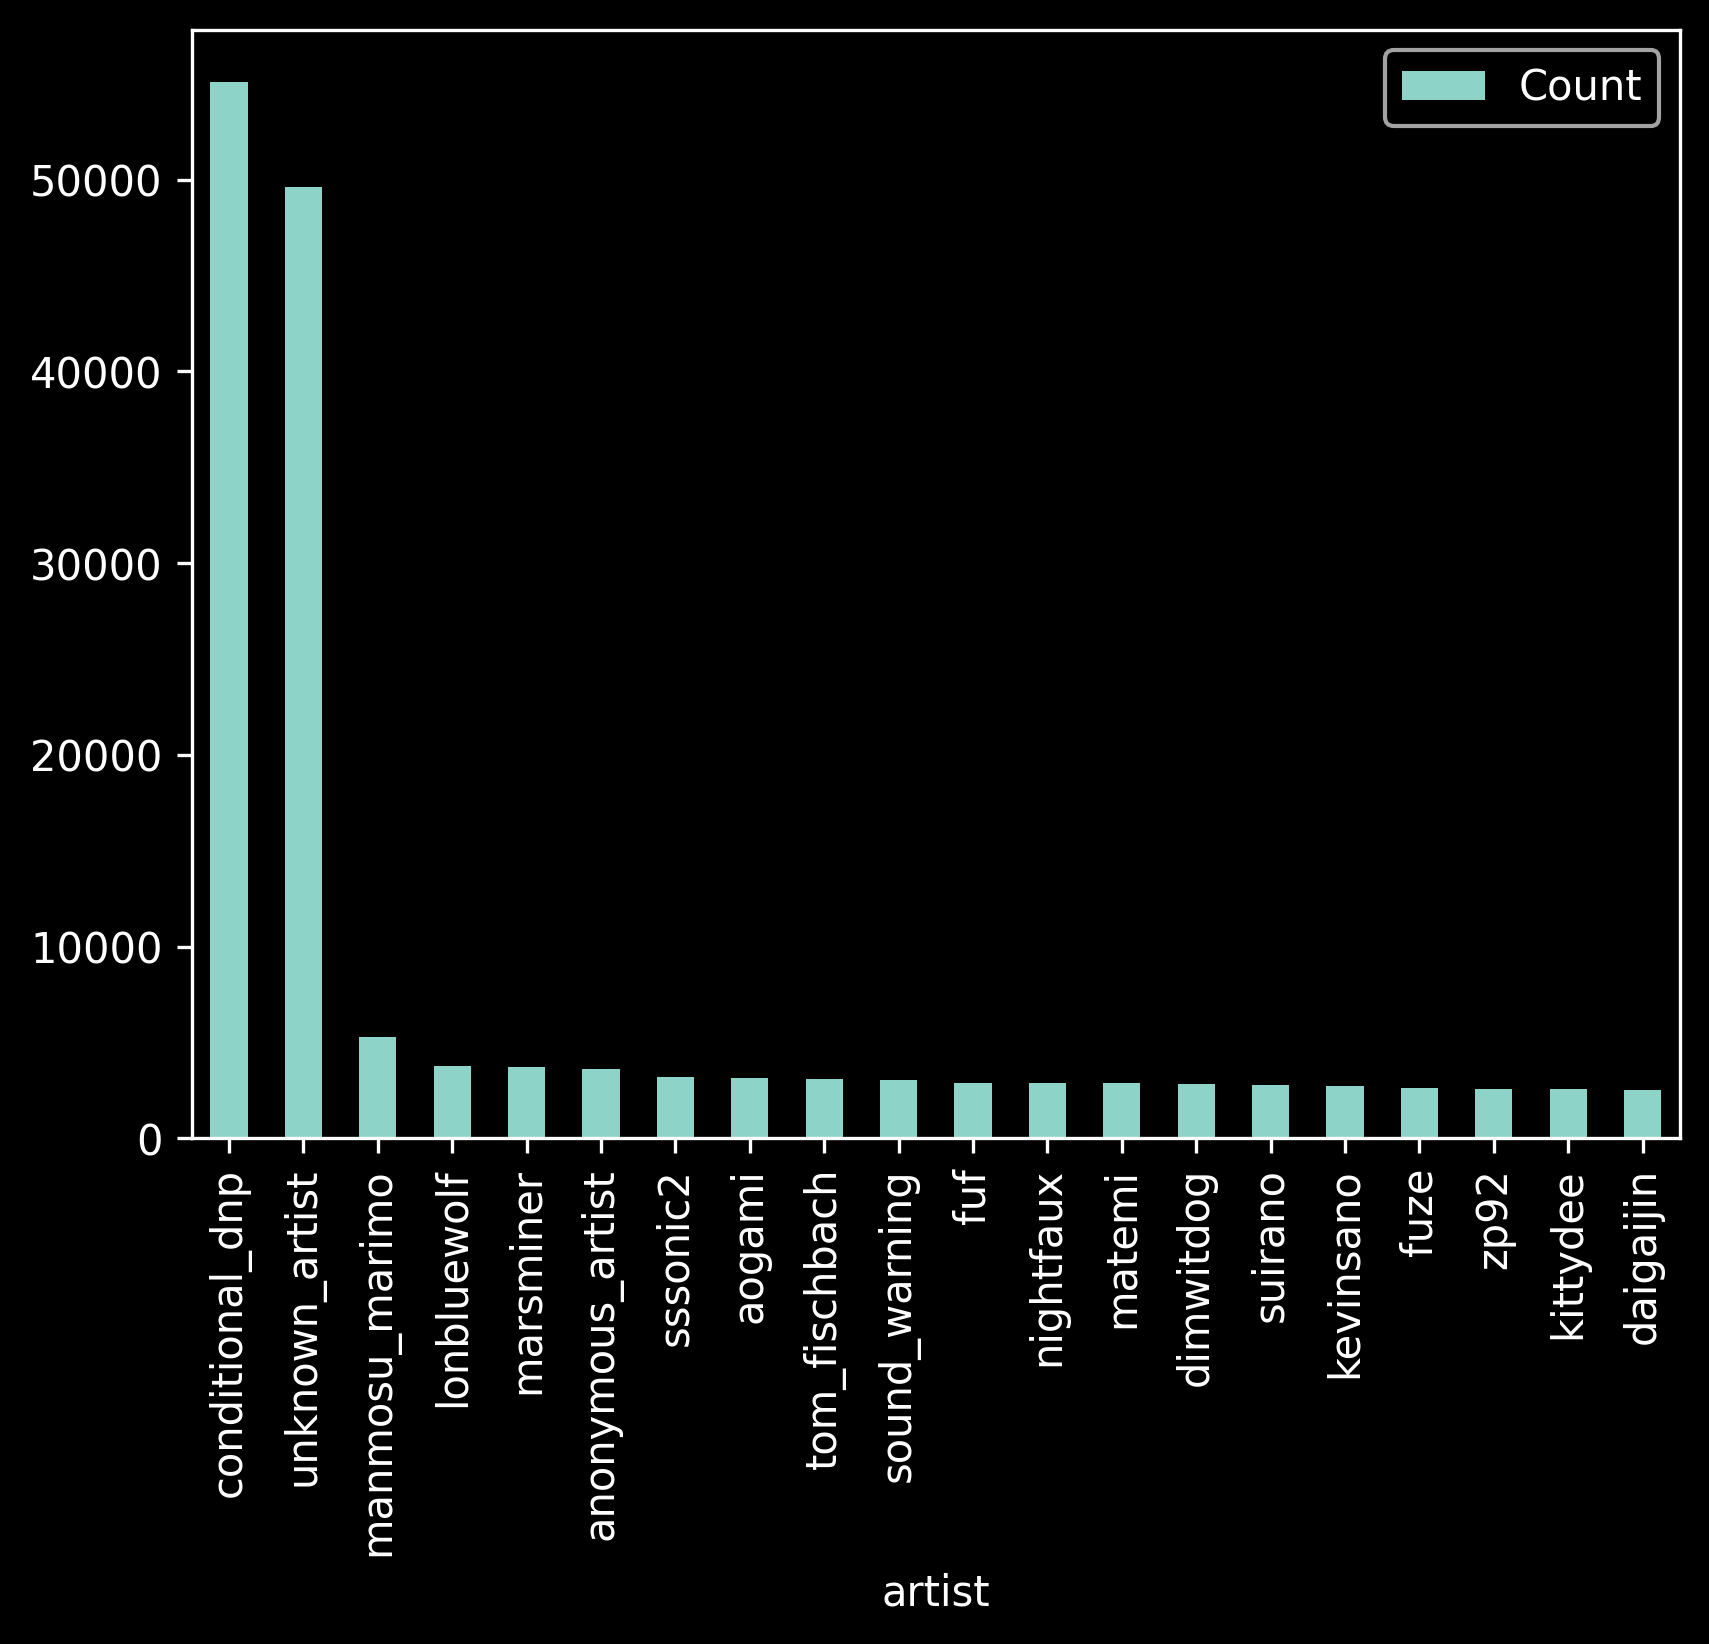 Count
50000
40000
30000
20000
10000
0
conditional_dnp
unknown_artist
manmosu_marimo
lonbluewolf
marsminer
anonymous_artist
sssonic2
aogami
tom_fischbach
sound_warning
fuf
nightfaux
matemi
dimwitdog
suirano
kevinsano
fuze
zp92
kittydee
daigaijin
artist